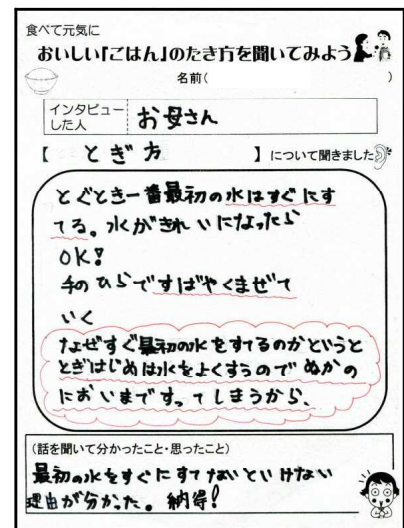 食べて元気に
おいしい「ごはん」のたき方を聞いてみよう
名前(　　　)
インタビューした人 お母さん
【 とぎ方 】について聞きました
とぐとき一番最初の水はすぐにす
てる。水がきれいになったら
OK!
手のひらですばやくまぜて
いく
なぜすぐ最初の水をすてるのかというと
とぎはじめは水をよくすうのでぬかの
においまですってしまうから、
(話を聞いて分かったこと・思ったこと)
最初の水をすぐにすてないといけない
理由が分かった。納得!